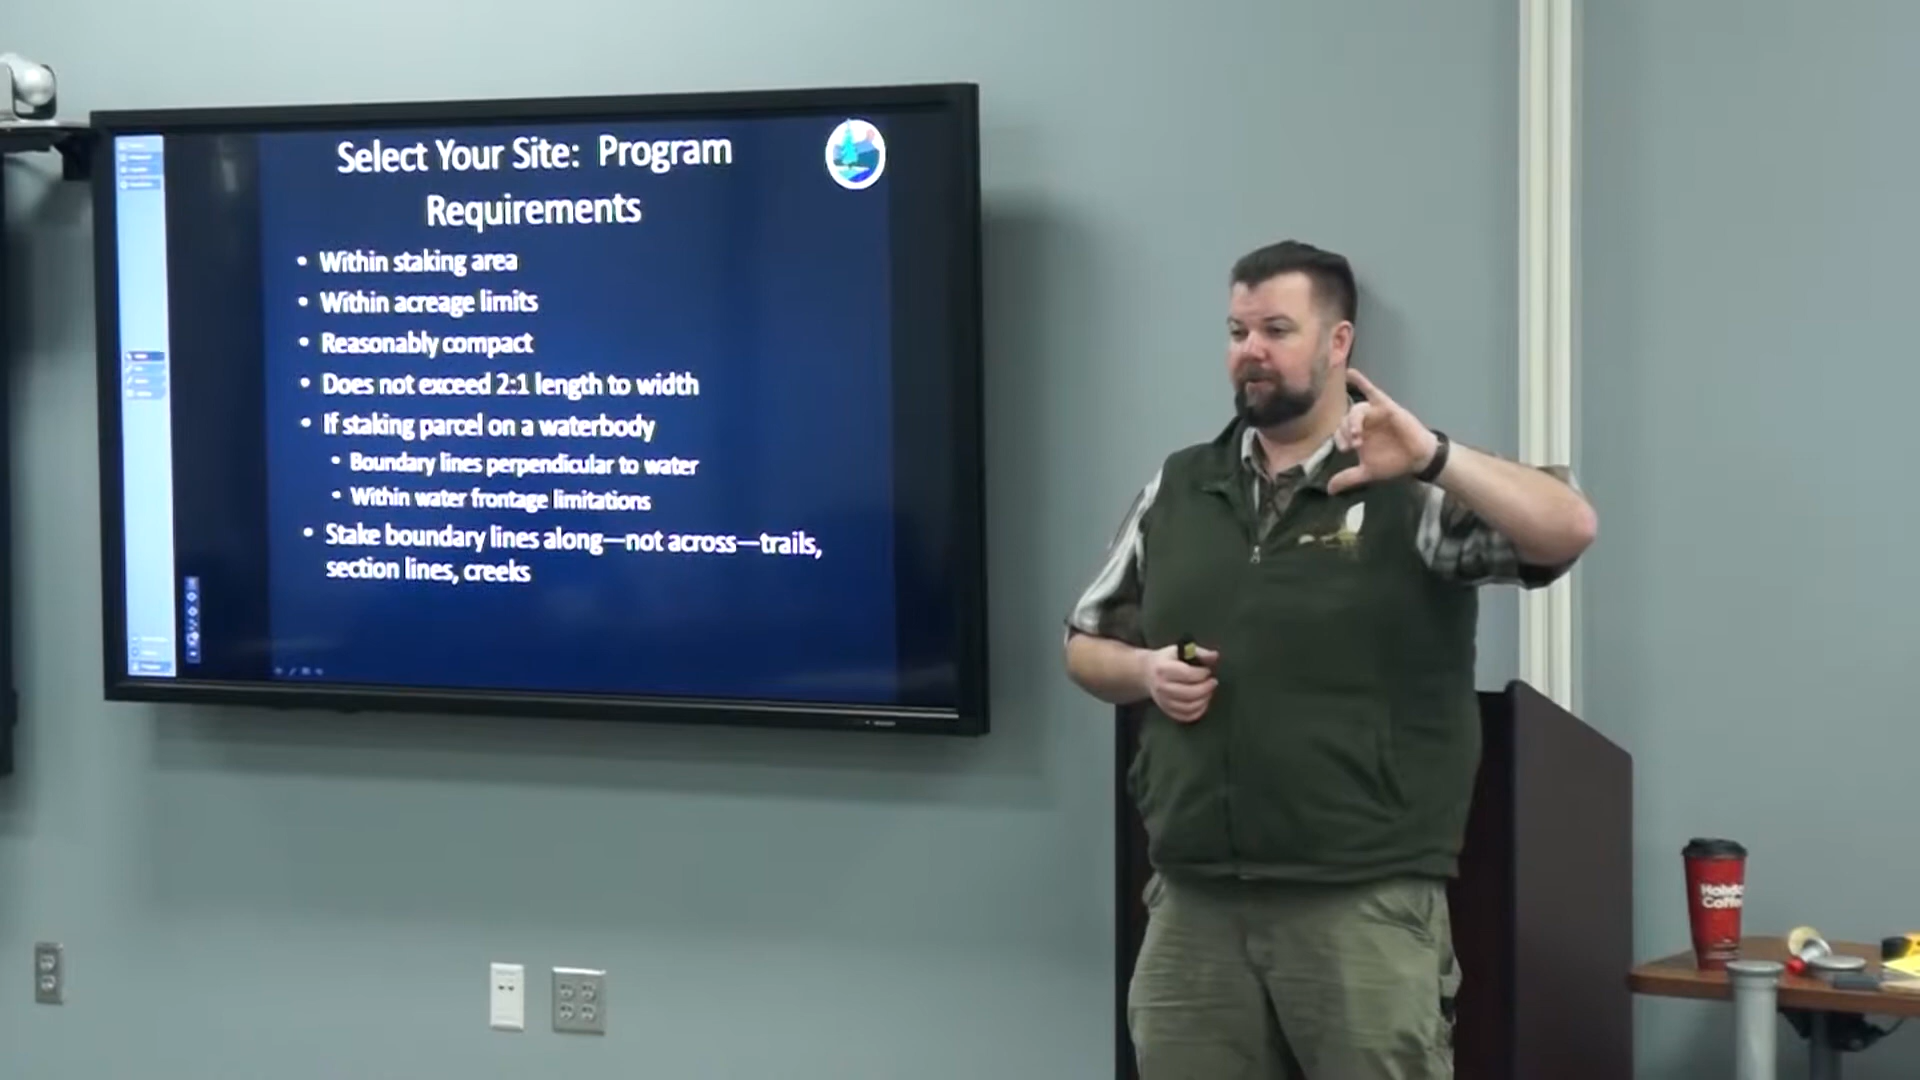 Select Your Site: Program
Requirements
• Within staking area
• Within acreage limits
• Reasonably compact
• Does not exceed 2:1 length to width
• If staking parcel on a waterbody
• Boundary lines perpendicular to water
• Within water frontage limitations
• Stake boundary lines along—not across—trails,
section lines, creeks
Coffee